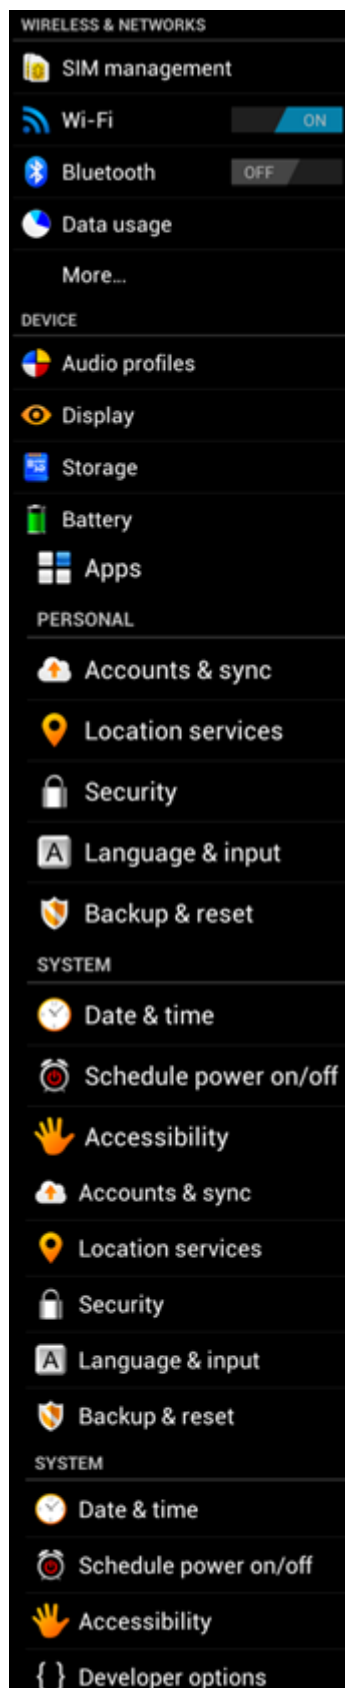 WIRELESS & NETWORKS
SIM management
Wi-Fi ON
Bluetooth OFF
Data usage
More...
DEVICE
Audio profiles
Display
Storage
Battery
Apps
PERSONAL
Accounts & sync
Location services
Security
A Language & input
Backup & reset
SYSTEM
Date & time
Schedule power on/off
Accessibility
Accounts & sync
Location services
Security
A Language & input
Backup & reset
SYSTEM
Date & time
Schedule power on/off
Accessibility
{ } Developer options